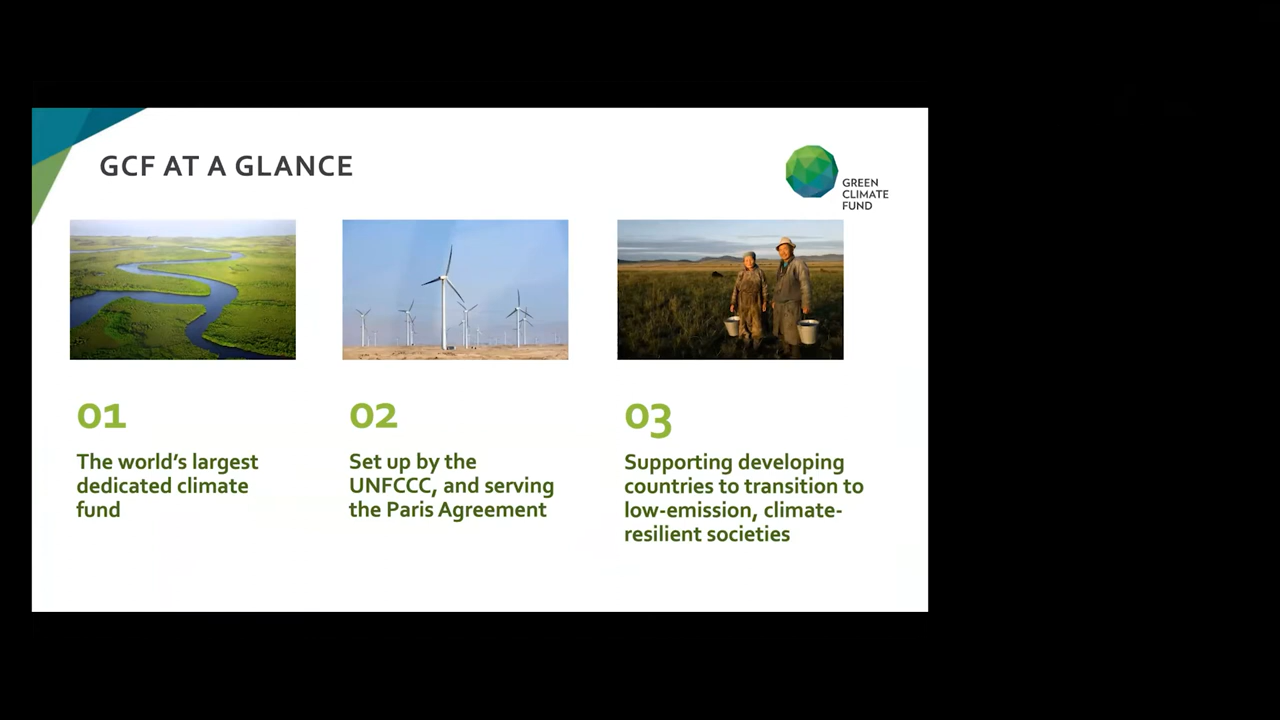 GCF AT A GLANCE
GREEN
CLIMATE
FUND
01
The world’s largest
dedicated climate
fund
02
Set up by the
UNFCCC, and serving
the Paris Agreement
03
Supporting developing
countries to transition to
low-emission, climate-
resilient societies